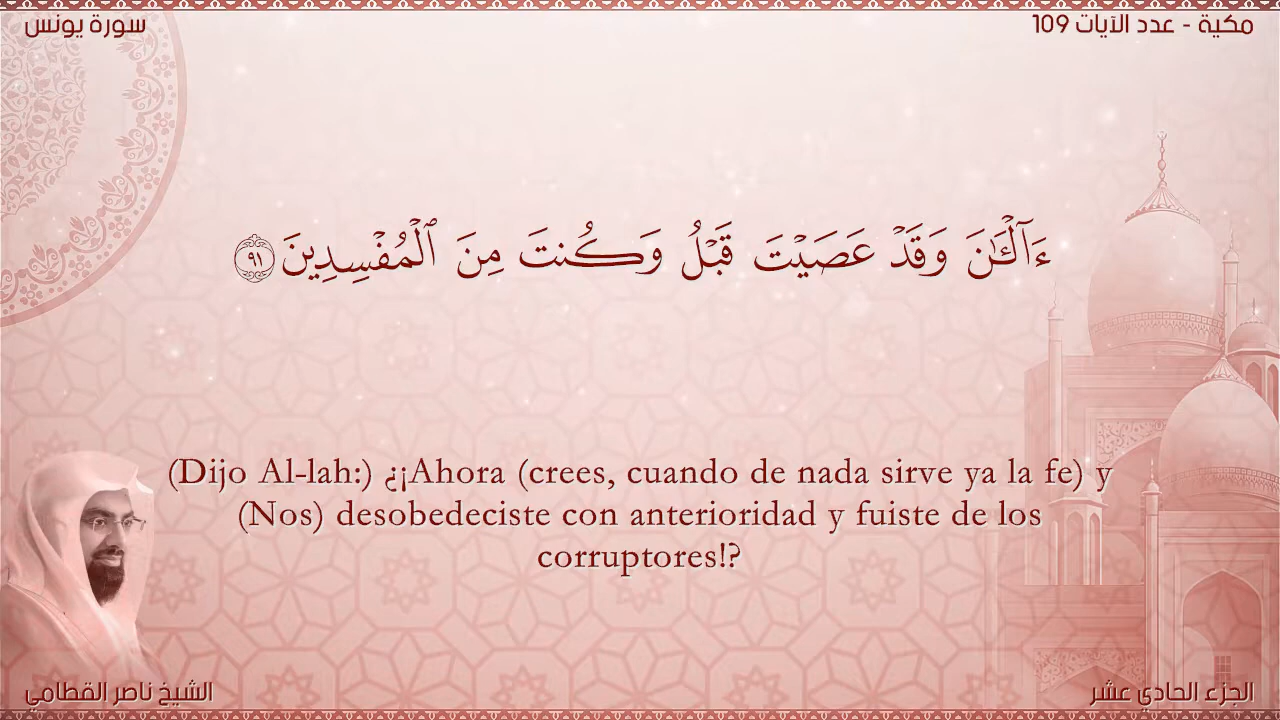 سورة يونس
مكية - عدد الآيات 109
ءَآلْـَٰٔنَ وَقَدْ عَصَيْتَ قَبْلُ وَكُنتَ مِنَ ٱلْمُفْسِدِينَ ٩١
(Dijo Al-lah:) ¿¡Ahora (crees, cuando de nada sirve ya la fe) y
(Nos) desobedeciste con anterioridad y fuiste de los
corruptores!?
الشيخ ناصر القطامي
الجزء الحادي عشر